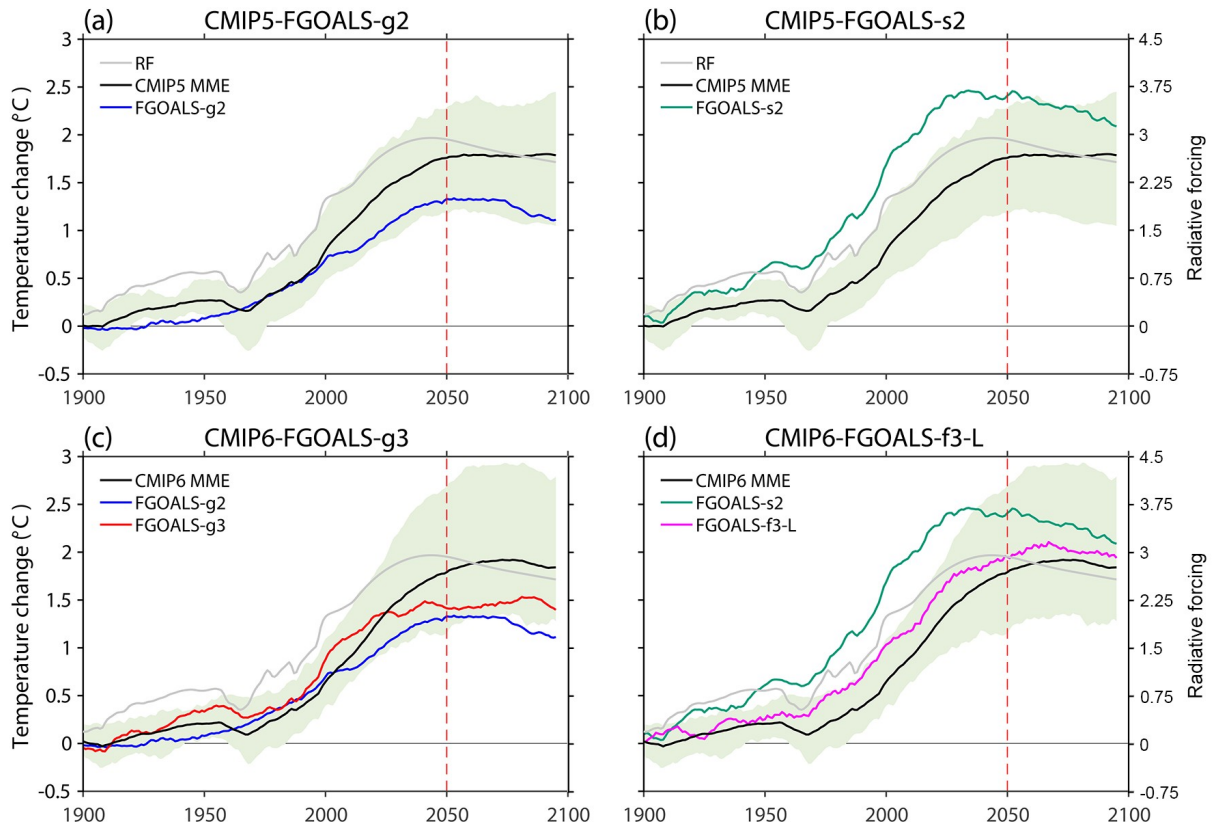 (a) CMIP5-FGOALS-g2
3
2.5
2
1.5
1
0.5
0
-0.5
Temperature change (°C)
RF
CMIP5 MME
FGOALS-g2
1900 1950 2000 2050 2100
(b) CMIP5-FGOALS-s2
RF
CMIP5 MME
FGOALS-s2
4.5
3.75
3
2.25
1.5
0.75
0
-0.75
Radiative forcing
1900 1950 2000 2050 2100
(c) CMIP6-FGOALS-g3
3
2.5
2
1.5
1
0.5
0
-0.5
Temperature change (°C)
CMIP6 MME
FGOALS-g2
FGOALS-g3
1900 1950 2000 2050 2100
(d) CMIP6-FGOALS-f3-L
CMIP6 MME
FGOALS-s2
FGOALS-f3-L
4.5
3.75
3
2.25
1.5
0.75
0
-0.75
Radiative forcing
1900 1950 2000 2050 2100